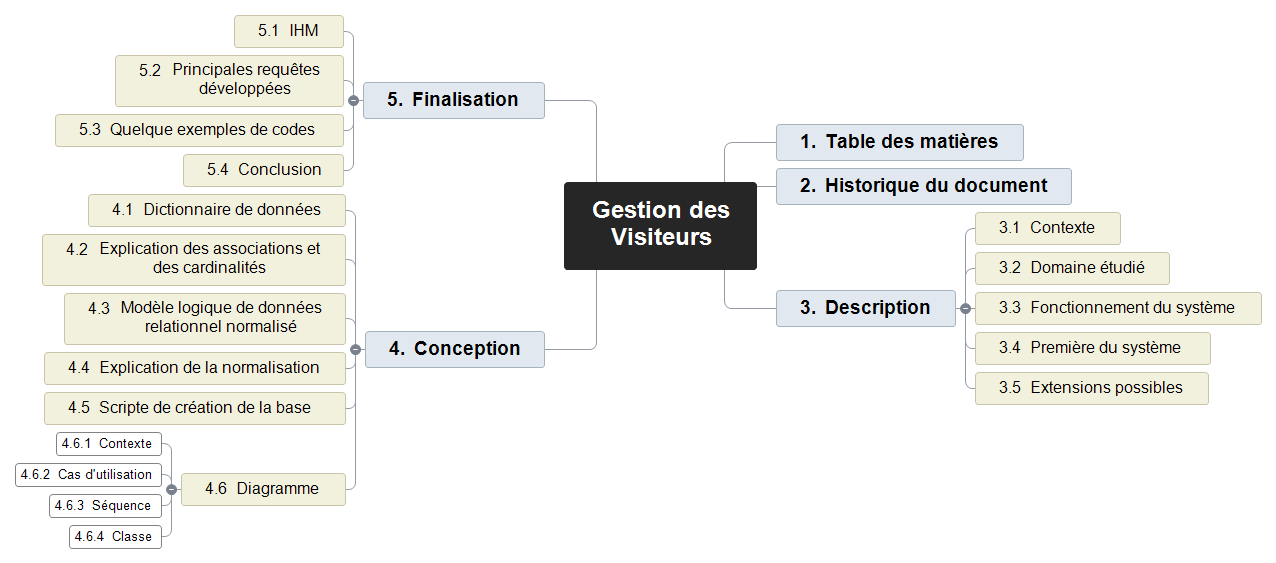 Gestion des
Visiteurs
1. Table des matières
2. Historique du document
3. Description
3.1 Contexte
3.2 Domaine étudié
3.3 Fonctionnement du système
3.4 Première du système
3.5 Extensions possibles
4. Conception
4.1 Dictionnaire de données
4.2 Explication des associations et
des cardinalités
4.3 Modèle logique de données
relationnel normalisé
4.4 Explication de la normalisation
4.5 Scripte de création de la base
4.6 Diagramme
4.6.1 Contexte
4.6.2 Cas d'utilisation
4.6.3 Séquence
4.6.4 Classe
5. Finalisation
5.1 IHM
5.2 Principales requêtes
développées
5.3 Quelque exemples de codes
5.4 Conclusion